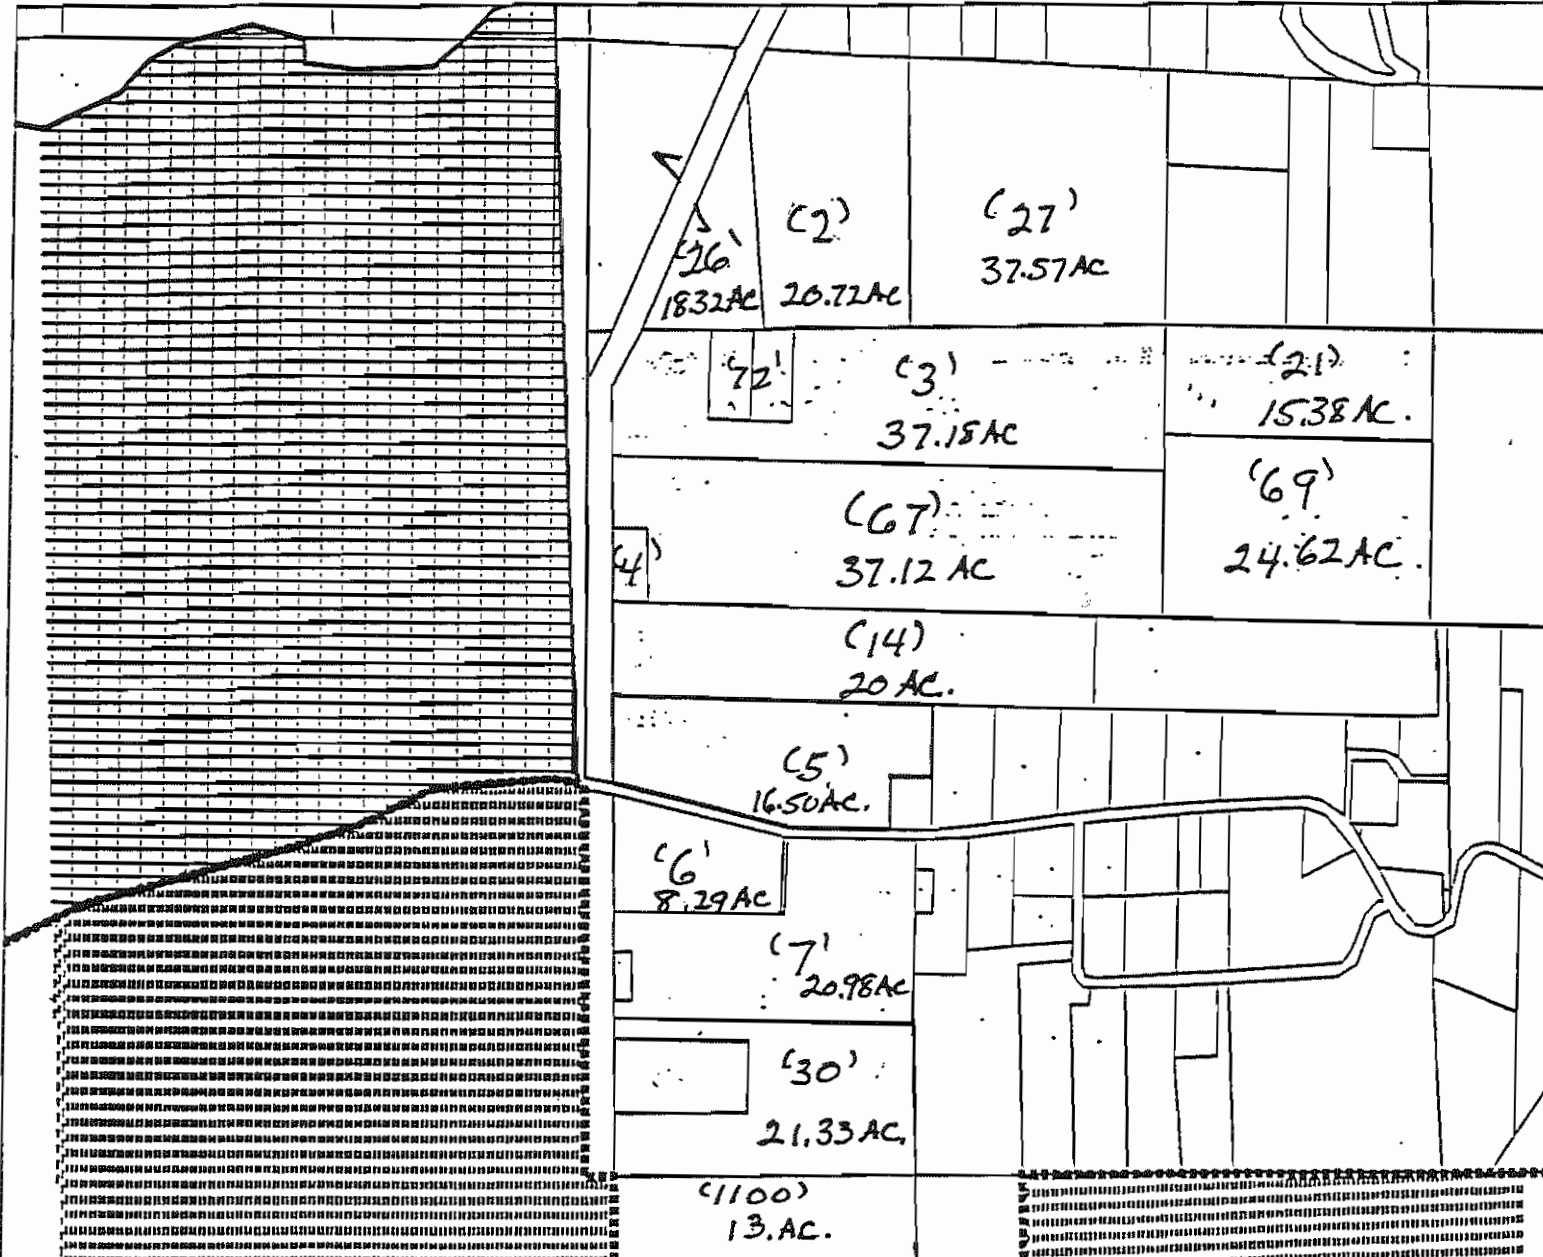 (26)
18.32AC
(2)
20.72AC
(27)
37.57AC
(72)
(3)
37.18AC
(21)
15.38AC.
(67)
37.12 AC
(69)
24.62AC.
(4)
(14)
20 AC.
(5)
16.50AC.
(6)
8.29AC
(7)
20.98AC
(30)
21.33AC.
(1100)
13.AC.